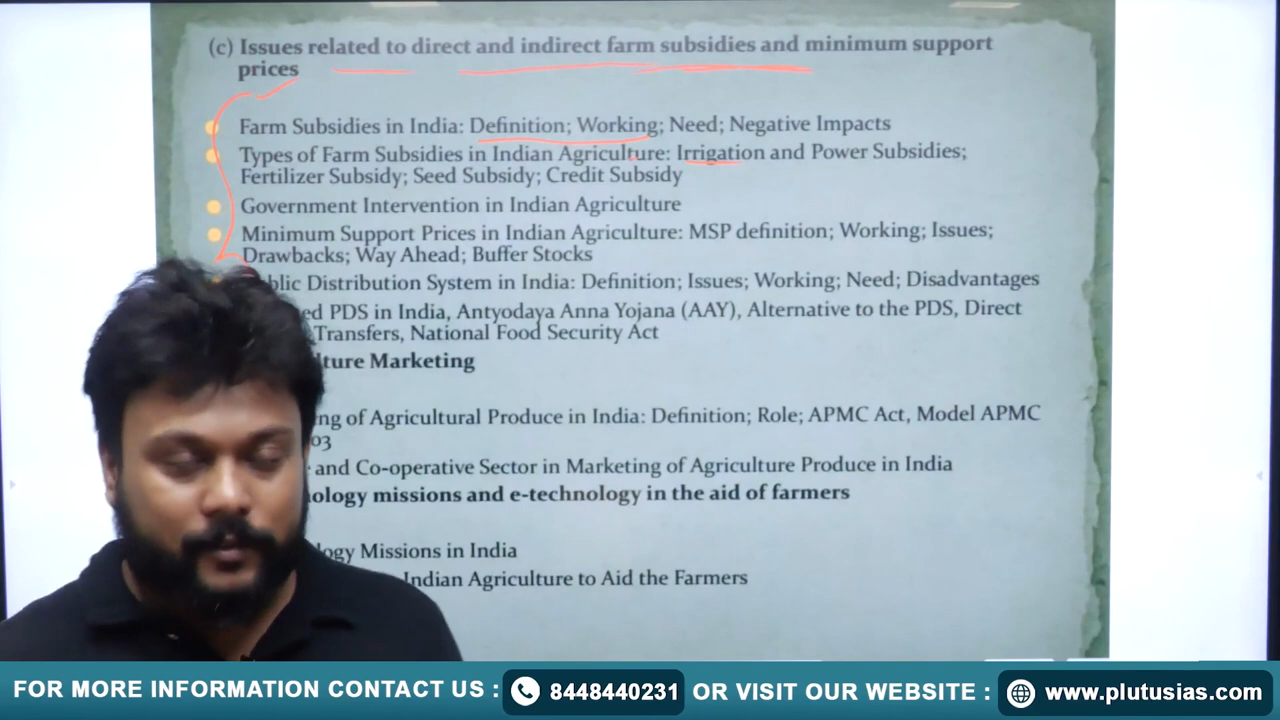 (c) Issues related to direct and indirect farm subsidies and minimum support
prices
Farm Subsidies in India: Definition; Working; Need; Negative Impacts
Types of Farm Subsidies in Indian Agriculture: Irrigation and Power Subsidies;
Fertilizer Subsidy; Seed Subsidy; Credit Subsidy
Government Intervention in Indian Agriculture
Minimum Support Prices in Indian Agriculture: MSP definition; Working; Issues;
Drawbacks; Way Ahead; Buffer Stocks
blic Distribution System in India: Definition; Issues; Working; Need; Disadvantages
ed PDS in India, Antyodaya Anna Yojana (AAY), Alternative to the PDS, Direct
Transfers, National Food Security Act
lture Marketing
ng of Agricultural Produce in India: Definition; Role; APMC Act, Model APMC
03
and Co-operative Sector in Marketing of Agriculture Produce in India
ology missions and e-technology in the aid of farmers
logy Missions in India
Indian Agriculture to Aid the Farmers
FOR MORE INFORMATION CONTACT US : 8448440231 OR VISIT OUR WEBSITE : www.plutusias.com